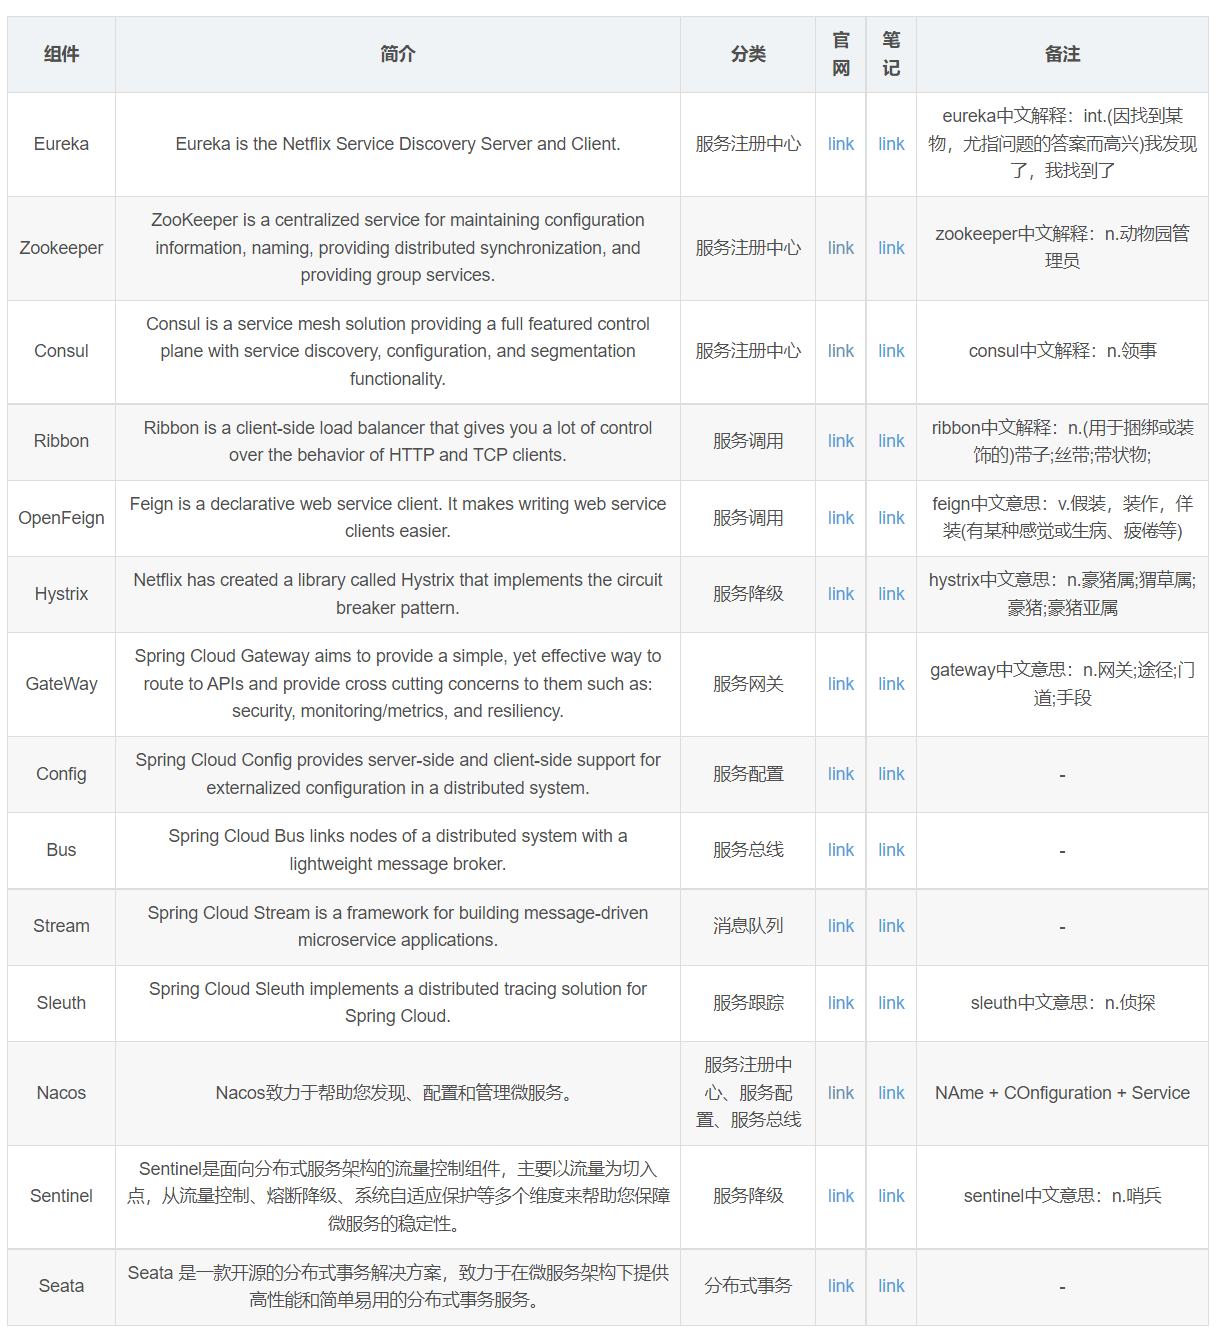 组件 简介 分类 官网 笔记 备注
Eureka
Eureka is the Netflix Service Discovery Server and Client.
服务注册中心
link
link
eureka中文解释：int.(因找到某
物，尤指问题的答案而高兴)我发现
了，我找到了
Zookeeper
ZooKeeper is a centralized service for maintaining configuration
information, naming, providing distributed synchronization, and
providing group services.
服务注册中心
link
link
zookeeper中文解释：n.动物园管
理员
Consul
Consul is a service mesh solution providing a full featured control
plane with service discovery, configuration, and segmentation
functionality.
服务注册中心
link
link
consul中文解释：n.领事
Ribbon
Ribbon is a client-side load balancer that gives you a lot of control
over the behavior of HTTP and TCP clients.
服务调用
link
link
ribbon中文解释：n.(用于捆绑或装
饰的)带子;丝带;带状物;
OpenFeign
Feign is a declarative web service client. It makes writing web service
clients easier.
服务调用
link
link
feign中文意思：v.假装，装作，佯
装(有某种感觉或生病、疲倦等)
Hystrix
Netflix has created a library called Hystrix that implements the circuit
breaker pattern.
服务降级
link
link
hystrix中文意思：n.豪猪属;猬草属;
豪猪;豪猪亚属
GateWay
Spring Cloud Gateway aims to provide a simple, yet effective way to
route to APIs and provide cross cutting concerns to them such as:
security, monitoring/metrics, and resiliency.
服务网关
link
link
gateway中文意思：n.网关;途径;门
道;手段
Config
Spring Cloud Config provides server-side and client-side support for
externalized configuration in a distributed system.
服务配置
link
link
-
Bus
Spring Cloud Bus links nodes of a distributed system with a
lightweight message broker.
服务总线
link
link
-
Stream
Spring Cloud Stream is a framework for building message-driven
microservice applications.
消息队列
link
link
-
Sleuth
Spring Cloud Sleuth implements a distributed tracing solution for
Spring Cloud.
服务跟踪
link
link
sleuth中文意思：n.侦探
Nacos
Nacos致力于帮助您发现、配置和管理微服务。
服务注册中
心、服务配
置、服务总线
link
link
NAme + COnfiguration + Service
Sentinel
Sentinel是面向分布式服务架构的流量控制组件，主要以流量为切入
点，从流量控制、熔断降级、系统自适应保护等多个维度来帮助您保障
微服务的稳定性。
服务降级
link
link
sentinel中文意思：n.哨兵
Seata
Seata 是一款开源的分布式事务解决方案，致力于在微服务架构下提供
高性能和简单易用的分布式事务服务。
分布式事务
link
link
-